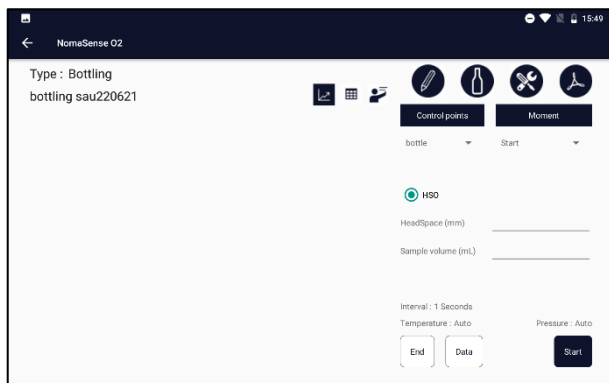 15:49
NomaSense O2
Type : Bottling
bottling sau220621
Control points
Moment
bottle
Start
HSO
HeadSpace (mm)
Sample volume (mL)
Interval : 1 Seconds
Temperature : Auto
Pressure : Auto
End
Data
Start